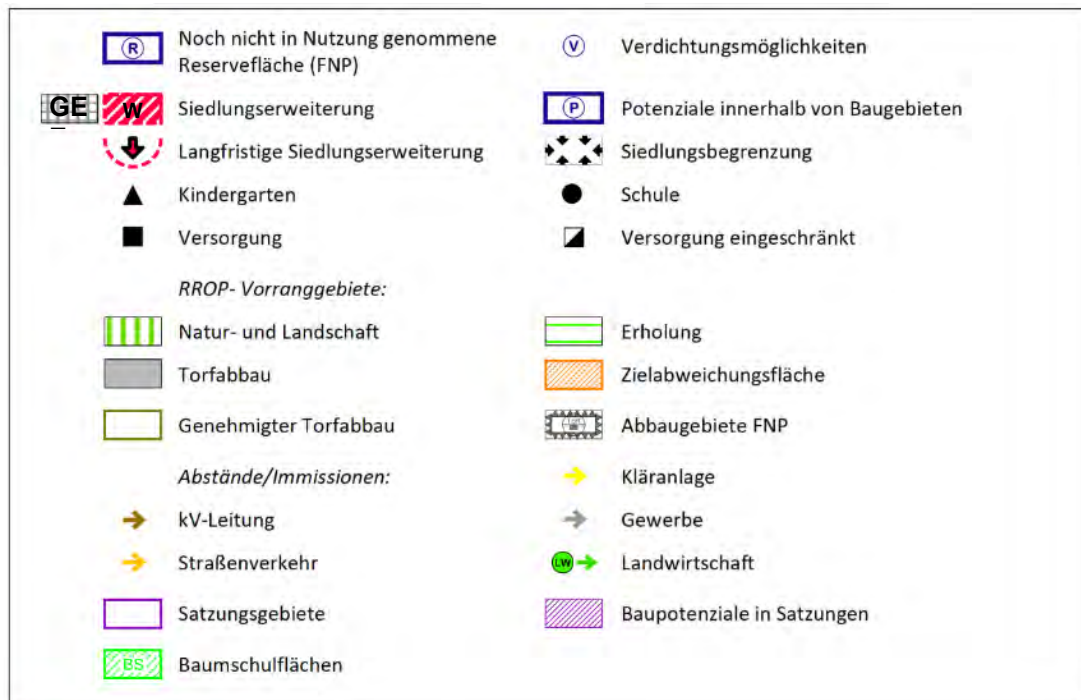 R Noch nicht in Nutzung genommene
Reservefläche (FNP)
V Verdichtungsmöglichkeiten
GE W Siedlungserweiterung
P Potenziale innerhalb von Baugebieten
Langfristige Siedlungserweiterung
Siedlungsbegrenzung
Kindergarten
Schule
Versorgung
Versorgung eingeschränkt
RROP- Vorranggebiete:
Natur- und Landschaft
Erholung
Torfabbau
Zielabweichungsfläche
Genehmigter Torfabbau
Abbaugebiete FNP
Abstände/Immissionen:
Kläranlage
kV-Leitung
Gewerbe
Straßenverkehr
LW Landwirtschaft
Satzungsgebiete
Baupotenziale in Satzungen
BS Baumschulflächen